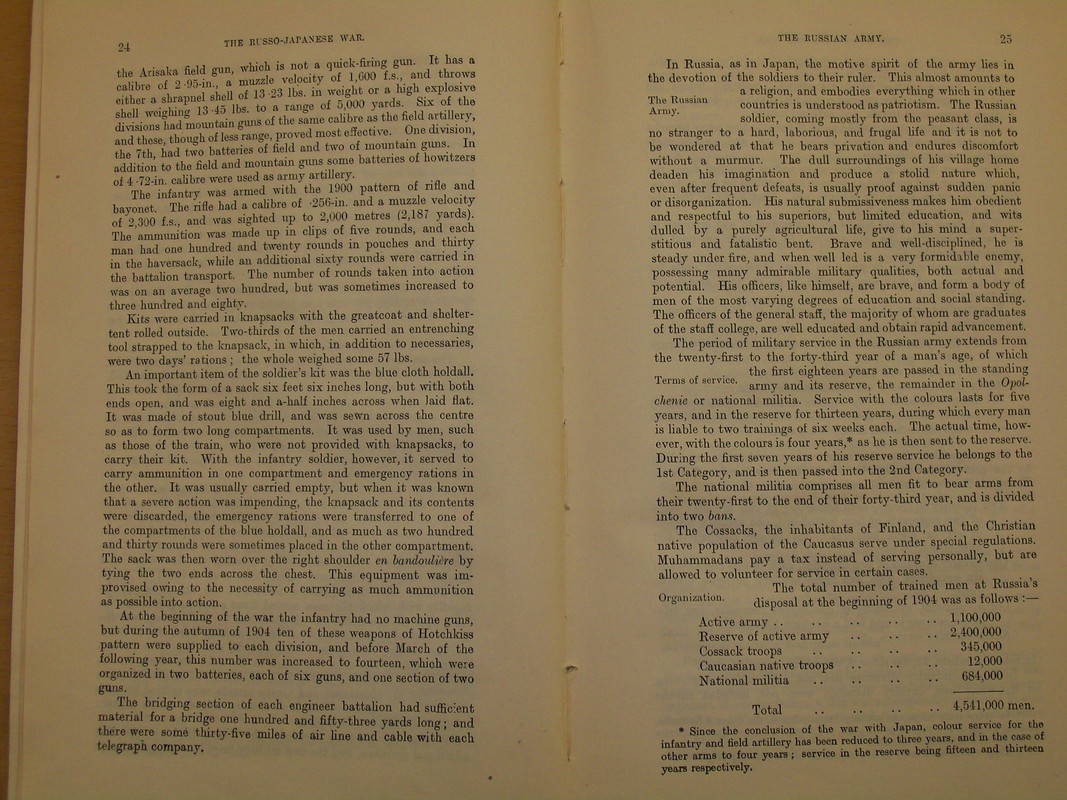 24
THE RUSSO-JAPANESE WAR.
the Arisaka field gun, which is not a quick-firing gun. It has a
calibre of 2·95-in., a muzzle velocity of 1,600 f.s., and throws
either a shrapnel shell of 13·23 lbs. in weight or a high explosive
shell weighing 13·45 lbs. to a range of 5,000 yards. Six of the
divisions had mountain guns of the same calibre as the field artillery,
and these, though of less range, proved most effective. One division,
the 7th, had two batteries of field and two of mountain guns. In
addition to the field and mountain guns some batteries of howitzers
of 4·72-in. calibre were used as army artillery.
The infantry was armed with the 1900 pattern of rifle and
bayonet. The rifle had a calibre of ·256-in. and a muzzle velocity
of 2,300 f.s., and was sighted up to 2,000 metres (2,187 yards).
The ammunition was made up in clips of five rounds, and each
man had one hundred and twenty rounds in pouches and thirty
in the haversack, while an additional sixty rounds were carried in
the battalion transport. The number of rounds taken into action
was on an average two hundred, but was sometimes increased to
three hundred and eighty.
Kits were carried in knapsacks with the greatcoat and shelter-
tent rolled outside. Two-thirds of the men carried an entrenching
tool strapped to the knapsack, in which, in addition to necessaries,
were two days' rations ; the whole weighed some 57 lbs.
An important item of the soldier's kit was the blue cloth holdall.
This took the form of a sack six feet six inches long, but with both
ends open, and was eight and a-half inches across when laid flat.
It was made of stout blue drill, and was sewn across the centre
so as to form two long compartments. It was used by men, such
as those of the train, who were not provided with knapsacks, to
carry their kit. With the infantry soldier, however, it served to
carry ammunition in one compartment and emergency rations in
the other. It was usually carried empty, but when it was known
that a severe action was impending, the knapsack and its contents
were discarded, the emergency rations were transferred to one of
the compartments of the blue holdall, and as much as two hundred
and thirty rounds were sometimes placed in the other compartment.
The sack was then worn over the right shoulder en bandoulière by
tying the two ends across the chest. This equipment was im-
provised owing to the necessity of carrying as much ammunition
as possible into action.
At the beginning of the war the infantry had no machine guns,
but during the autumn of 1904 ten of these weapons of Hotchkiss
pattern were supplied to each division, and before March of the
following year, this number was increased to fourteen, which were
organized in two batteries, each of six guns, and one section of two
guns.
The bridging section of each engineer battalion had sufficient
material for a bridge one hundred and fifty-three yards long ; and
there were some thirty-five miles of air line and cable with each
telegraph company.
THE RUSSIAN ARMY.
25
In Russia, as in Japan, the motive spirit of the army lies in
the devotion of the soldiers to their ruler. This almost amounts to
The Russian
Army.
a religion, and embodies everything which in other
countries is understood as patriotism. The Russian
soldier, coming mostly from the peasant class, is
no stranger to a hard, laborious, and frugal life and it is not to
be wondered at that he bears privation and endures discomfort
without a murmur. The dull surroundings of his village home
deaden his imagination and produce a stolid nature which,
even after frequent defeats, is usually proof against sudden panic
or disorganization. His natural submissiveness makes him obedient
and respectful to his superiors, but limited education, and wits
dulled by a purely agricultural life, give to his mind a super-
stitious and fatalistic bent. Brave and well-disciplined, he is
steady under fire, and when well led is a very formidable enemy,
possessing many admirable military qualities, both actual and
potential. His officers, like himself, are brave, and form a body of
men of the most varying degrees of education and social standing.
The officers of the general staff, the majority of whom are graduates
of the staff college, are well educated and obtain rapid advancement.
The period of military service in the Russian army extends from
the twenty-first to the forty-third year of a man's age, of which
Terms of service.
the first eighteen years are passed in the standing
army and its reserve, the remainder in the Opol-
chenie or national militia. Service with the colours lasts for five
years, and in the reserve for thirteen years, during which every man
is liable to two trainings of six weeks each. The actual time, how-
ever, with the colours is four years,* as he is then sent to the reserve.
During the first seven years of his reserve service he belongs to the
1st Category, and is then passed into the 2nd Category.
The national militia comprises all men fit to bear arms from
their twenty-first to the end of their forty-third year, and is divided
into two bans.
The Cossacks, the inhabitants of Finland, and the Christian
native population of the Caucasus serve under special regulations.
Muhammadans pay a tax instead of serving personally, but are
allowed to volunteer for service in certain cases.
Organization.
The total number of trained men at Russia's
disposal at the beginning of 1904 was as follows :—
Active army .. .. .. .. .. 1,100,000
Reserve of active army .. .. .. 2,400,000
Cossack troops .. .. .. .. 345,000
Caucasian native troops .. .. .. 12,000
National militia .. .. .. .. 684,000
Total .. .. .. .. 4,541,000 men.
* Since the conclusion of the war with Japan, colour service for the
infantry and field artillery has been reduced to three years, and in the case of
other arms to four years ; service in the reserve being fifteen and thirteen
years respectively.